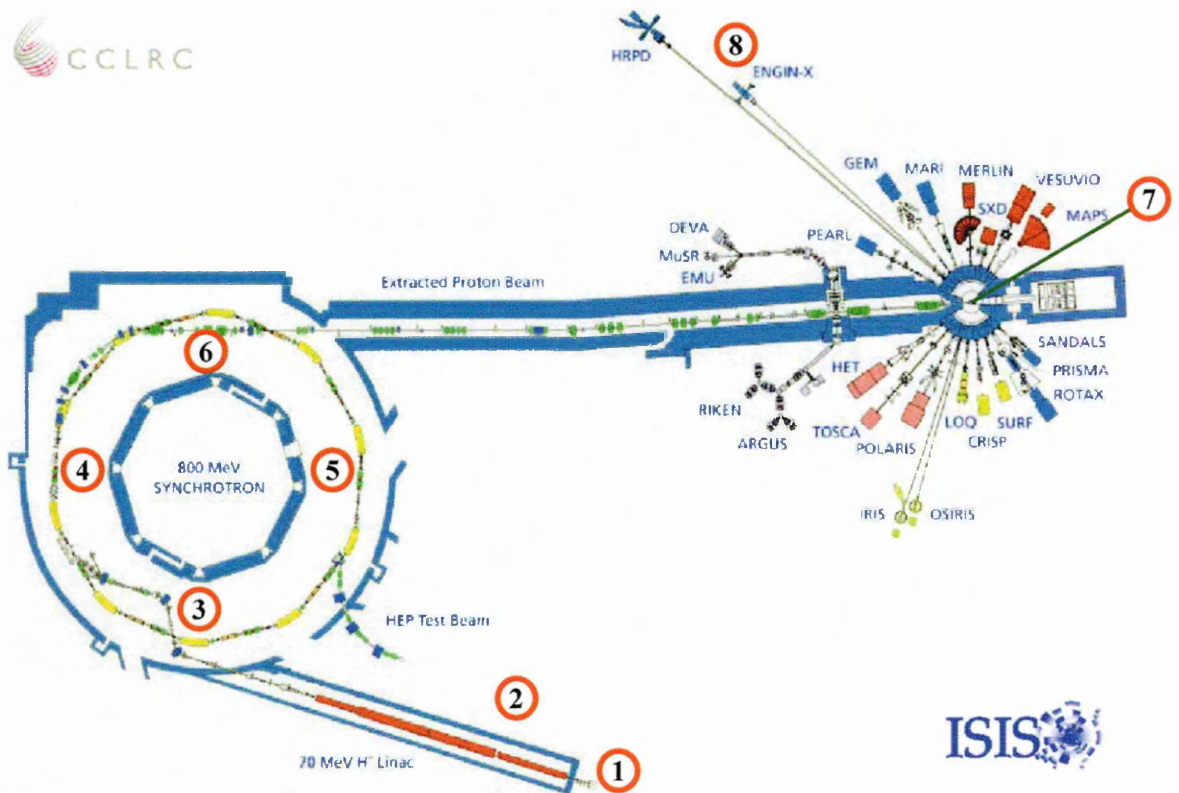 CCLRC
HRPD
8
ENGIN-X
GEM
MARI
MERLIN
VESUVIO
SXD
MAPS
7
DEVA
MuSR
EMU
PEARL
Extracted Proton Beam
6
SANDALS
PRISMA
ROTAX
HET
RIKEN
ARGUS
TOSCA
POLARIS
LOQ
CRISP
SURF
4
800 MeV
SYNCHROTRON
5
IRIS
OSIRIS
3
HEP Test Beam
2
70 MeV H⁻ Linac
1
ISIS